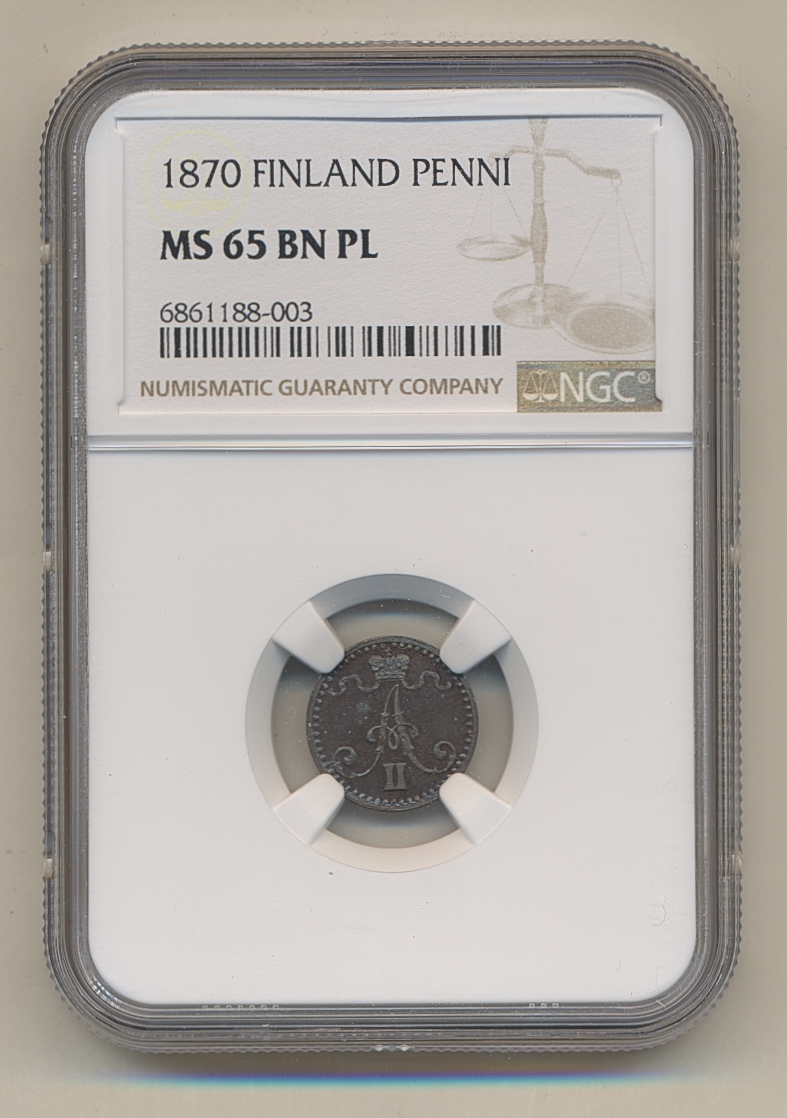 1870 FINLAND PENNI
MS 65 BN PL
6861188-003
NUMISMATIC GUARANTY COMPANY
NGC®
A
II